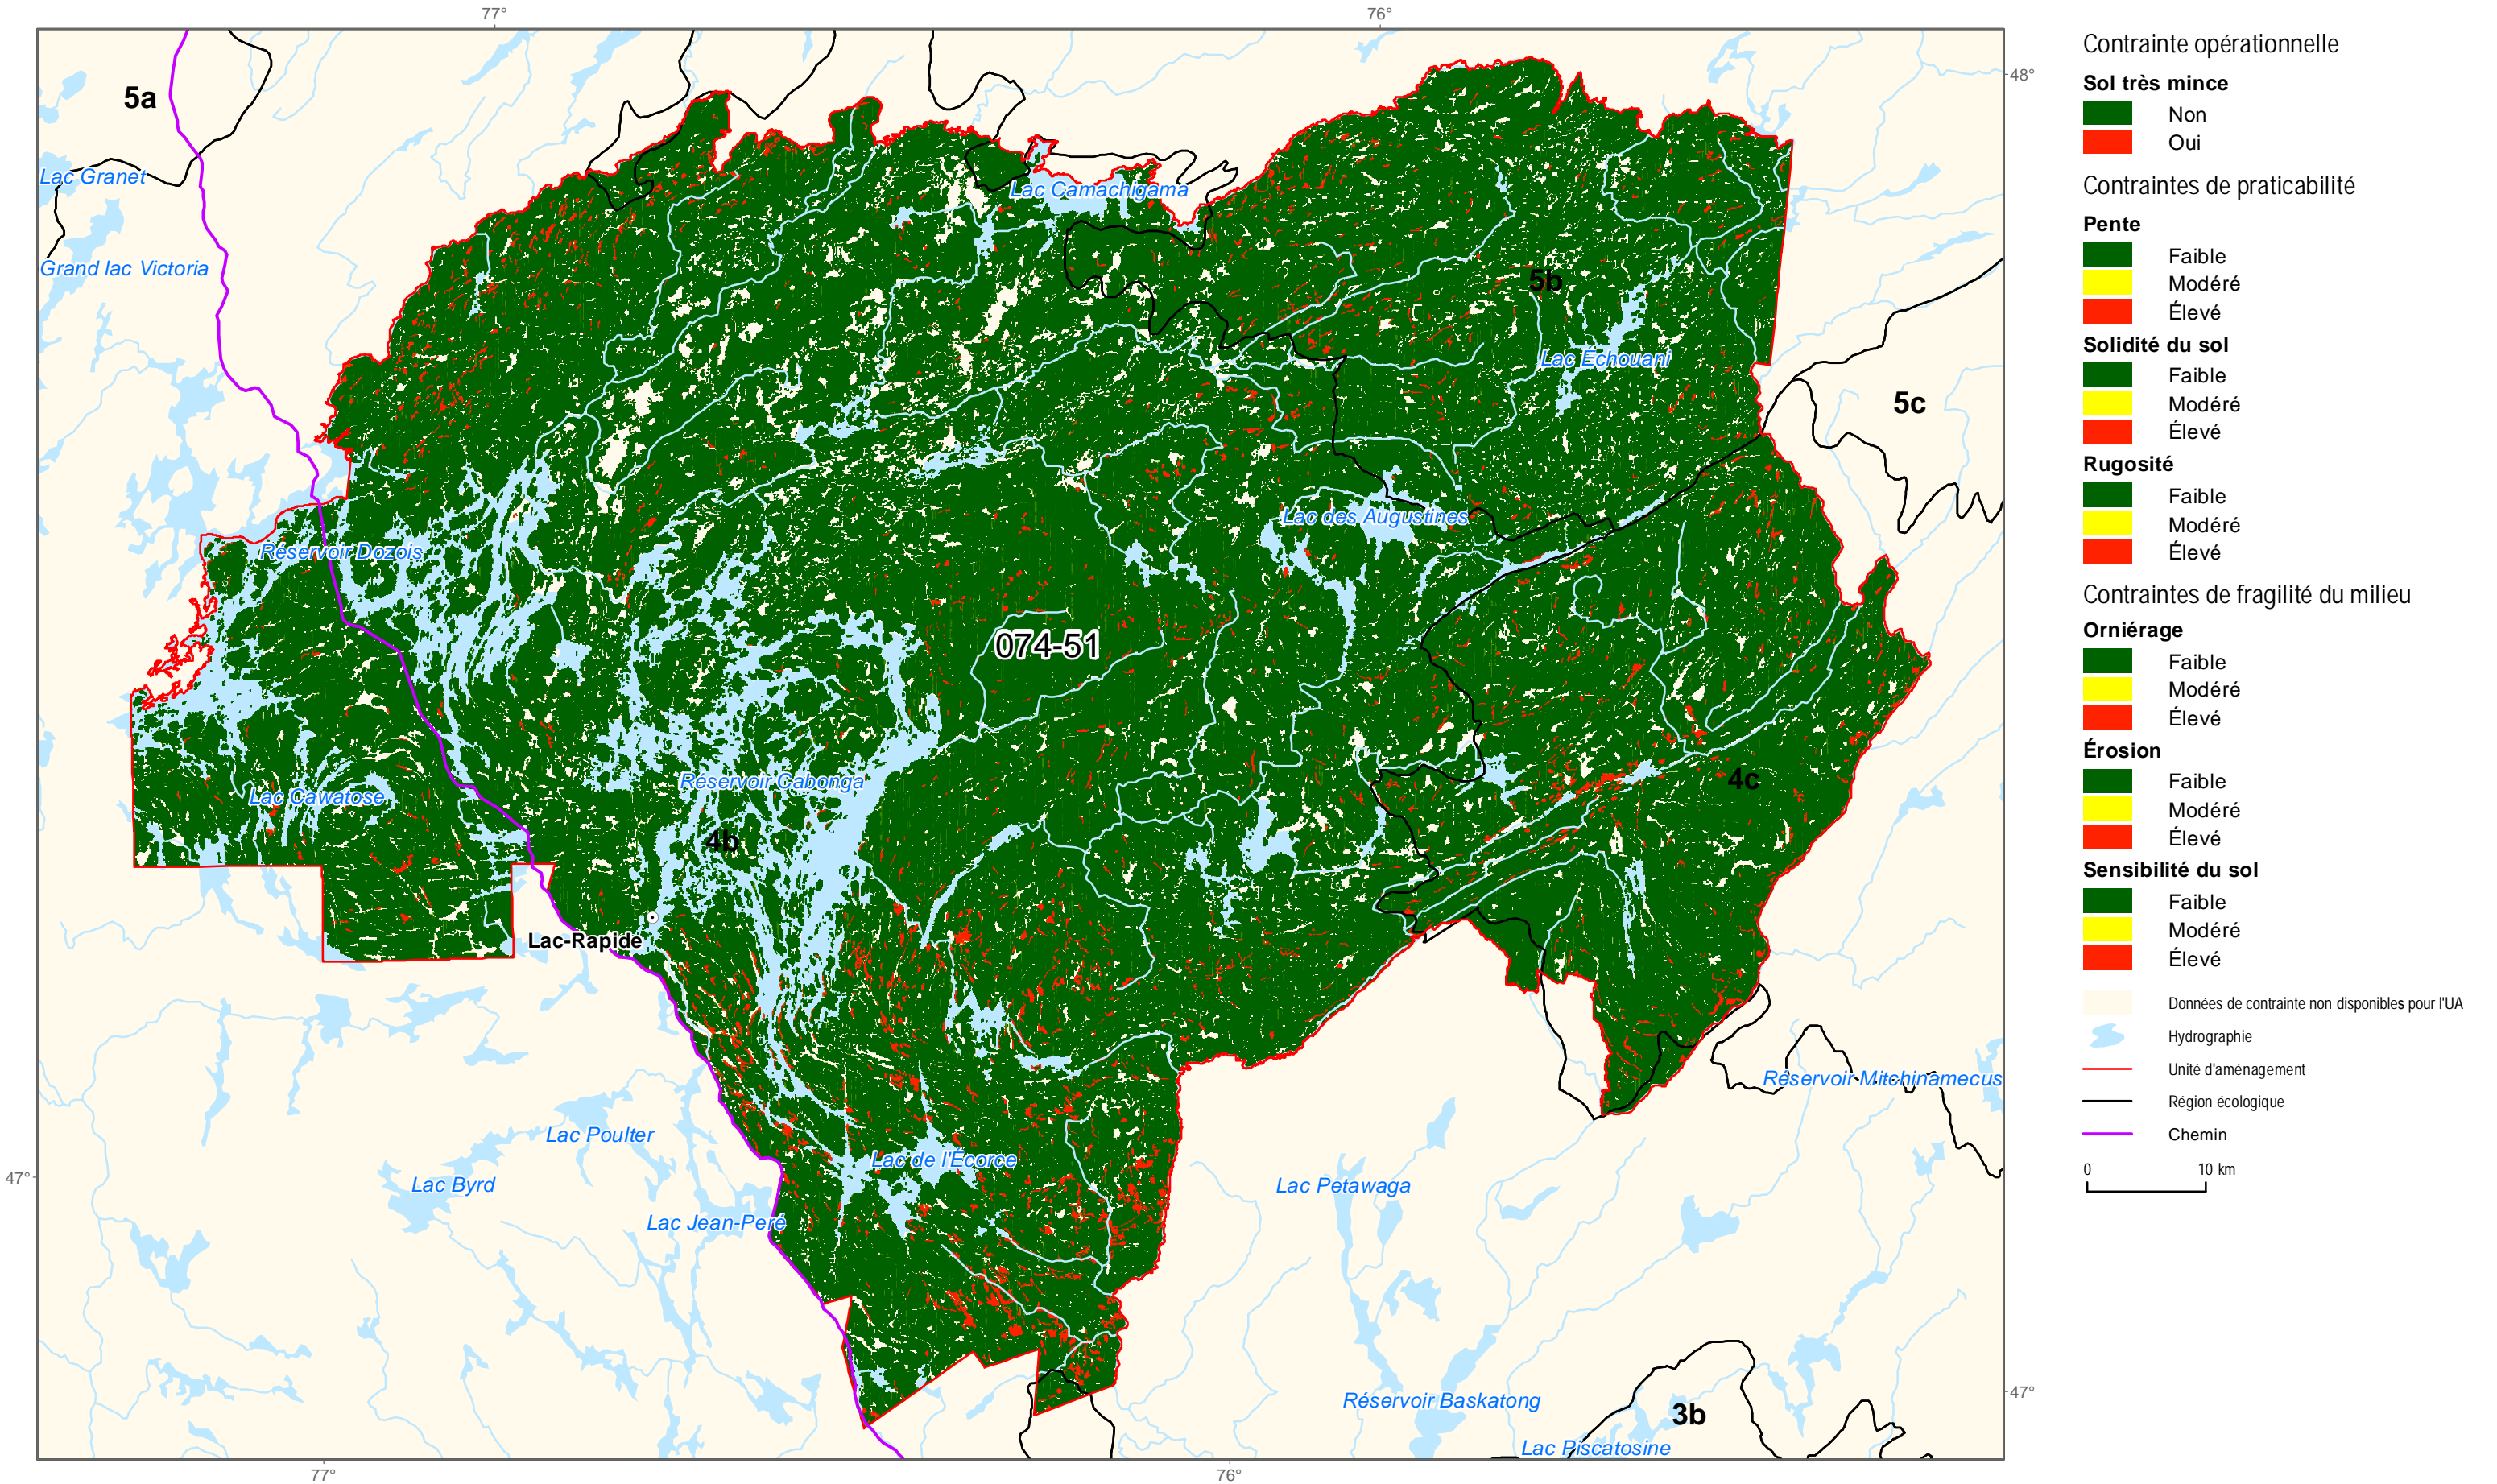 77°
76°
5a
48°
Lac Granet
Lac Camachigama
Grand lac Victoria
5b
Lac Échouani
5c
Lac des Augustines
Réservoir Dozois
074-51
Réservoir Cabonga
4c
Lac Cawatose
4b
Lac-Rapide
Réservoir Mitchinamecus
Lac Poulter
Lac de l'Écorce
47°
Lac Byrd
Lac Petawaga
Lac Jean-Peré
47°
Réservoir Baskatong
3b
Lac Piscatosine
77°
76°
Contrainte opérationnelle
Sol très mince
Non
Oui
Contraintes de praticabilité
Pente
Faible
Modéré
Élevé
Solidité du sol
Faible
Modéré
Élevé
Rugosité
Faible
Modéré
Élevé
Contraintes de fragilité du milieu
Orniérage
Faible
Modéré
Élevé
Érosion
Faible
Modéré
Élevé
Sensibilité du sol
Faible
Modéré
Élevé
Données de contrainte non disponibles pour l'UA
Hydrographie
Unité d'aménagement
Région écologique
Chemin
0 10 km